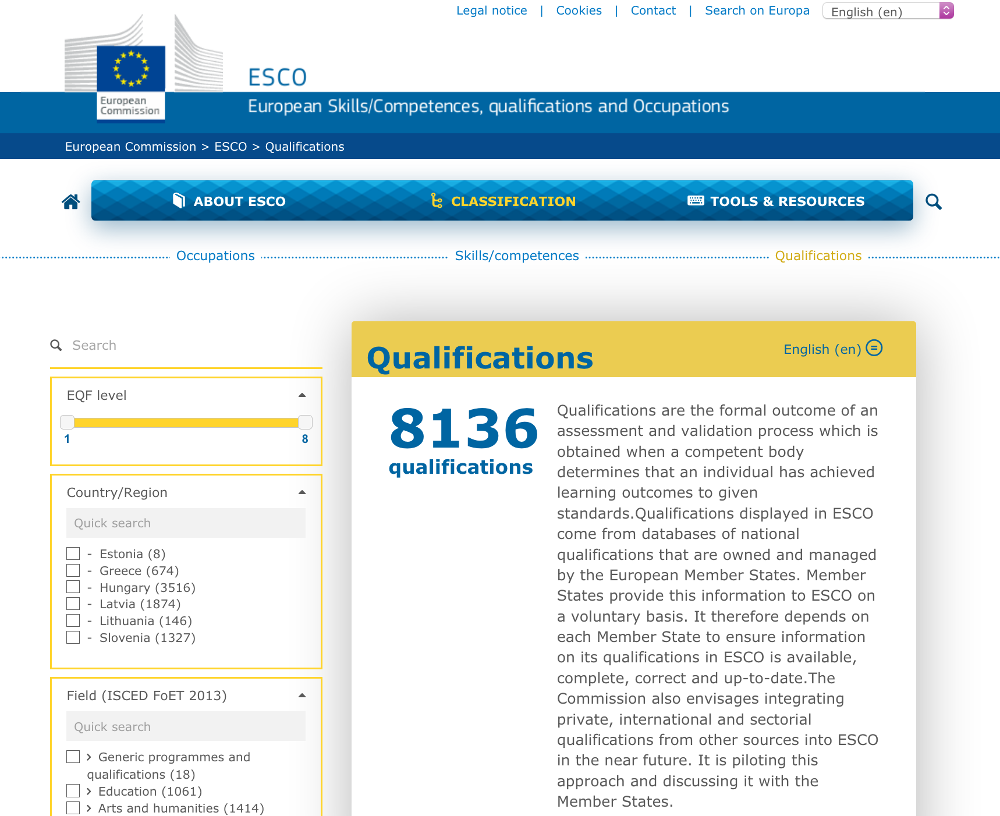 Legal notice | Cookies | Contact | Search on Europa English (en)
European
Commission
ESCO
European Skills/Competences, qualifications and Occupations
European Commission > ESCO > Qualifications
ABOUT ESCO CLASSIFICATION TOOLS & RESOURCES
Occupations Skills/competences Qualifications
Search
EQF level
1 8
Country/Region
Quick search
- Estonia (8)
- Greece (674)
- Hungary (3516)
- Latvia (1874)
- Lithuania (146)
- Slovenia (1327)
Field (ISCED FoET 2013)
Quick search
› Generic programmes and
qualifications (18)
› Education (1061)
› Arts and humanities (1414)
Qualifications
English (en)
8136
qualifications
Qualifications are the formal outcome of an
assessment and validation process which is
obtained when a competent body
determines that an individual has achieved
learning outcomes to given
standards.Qualifications displayed in ESCO
come from databases of national
qualifications that are owned and managed
by the European Member States. Member
States provide this information to ESCO on
a voluntary basis. It therefore depends on
each Member State to ensure information
on its qualifications in ESCO is available,
complete, correct and up-to-date.The
Commission also envisages integrating
private, international and sectorial
qualifications from other sources into ESCO
in the near future. It is piloting this
approach and discussing it with the
Member States.